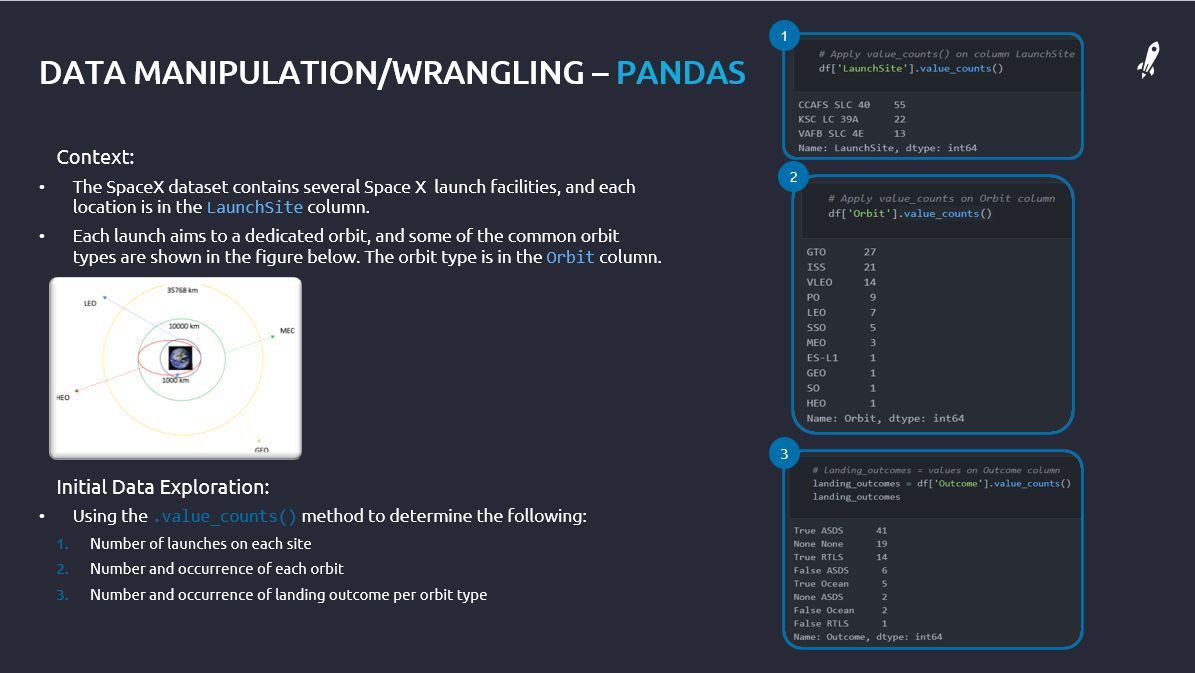 DATA MANIPULATION/WRANGLING – PANDAS
Context:
• The SpaceX dataset contains several Space X launch facilities, and each
location is in the LaunchSite column.
• Each launch aims to a dedicated orbit, and some of the common orbit
types are shown in the figure below. The orbit type is in the Orbit column.
35768 km
LEO
10000 km
MEO
1000 km
HEO
GEO
Initial Data Exploration:
• Using the .value_counts() method to determine the following:
1. Number of launches on each site
2. Number and occurrence of each orbit
3. Number and occurrence of landing outcome per orbit type
1
# Apply value_counts() on column LaunchSite
df['LaunchSite'].value_counts()
CCAFS SLC 40 55
KSC LC 39A 22
VAFB SLC 4E 13
Name: LaunchSite, dtype: int64
2
# Apply value_counts on Orbit column
df['Orbit'].value_counts()
GTO 27
ISS 21
VLEO 14
PO 9
LEO 7
SSO 5
MEO 3
ES-L1 1
GEO 1
SO 1
HEO 1
Name: Orbit, dtype: int64
3
# landing_outcomes = values on Outcome column
landing_outcomes = df['Outcome'].value_counts()
landing_outcomes
True ASDS 41
None None 19
True RTLS 14
False ASDS 6
True Ocean 5
None ASDS 2
False Ocean 2
False RTLS 1
Name: Outcome, dtype: int64